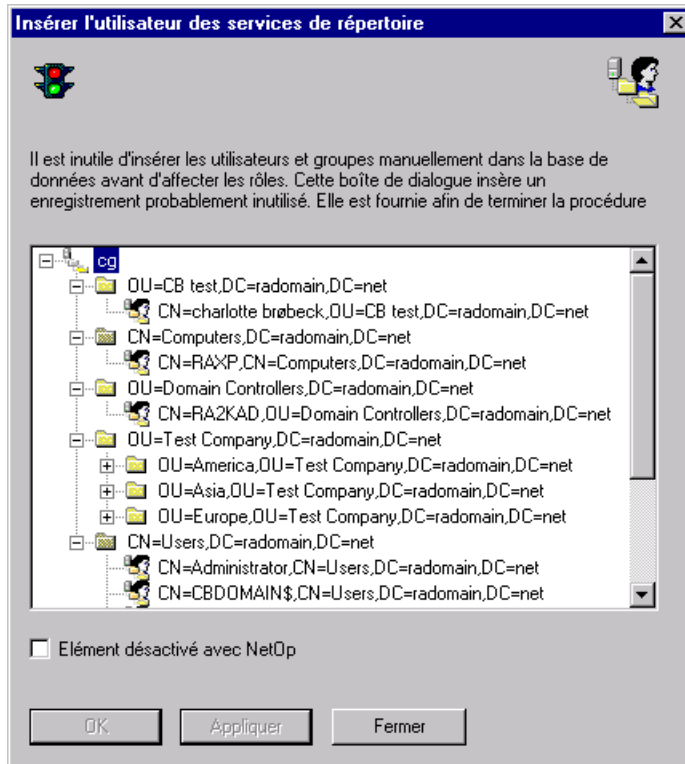 Insérer l'utilisateur des services de répertoire
Il est inutile d'insérer les utilisateurs et groupes manuellement dans la base de
données avant d'affecter les rôles. Cette boîte de dialogue insère un
enregistrement probablement inutilisé. Elle est fournie afin de terminer la procédure
cg
OU=CB test,DC=radomain,DC=net
CN=charlotte brøbeck,OU=CB test,DC=radomain,DC=net
CN=Computers,DC=radomain,DC=net
CN=RAXP,CN=Computers,DC=radomain,DC=net
OU=Domain Controllers,DC=radomain,DC=net
CN=RA2KAD,OU=Domain Controllers,DC=radomain,DC=net
OU=Test Company,DC=radomain,DC=net
OU=America,OU=Test Company,DC=radomain,DC=net
OU=Asia,OU=Test Company,DC=radomain,DC=net
OU=Europe,OU=Test Company,DC=radomain,DC=net
CN=Users,DC=radomain,DC=net
CN=Administrator,CN=Users,DC=radomain,DC=net
CN=CBDOMAIN$,CN=Users,DC=radomain,DC=net
Elément désactivé avec NetOp
OK Appliquer Fermer